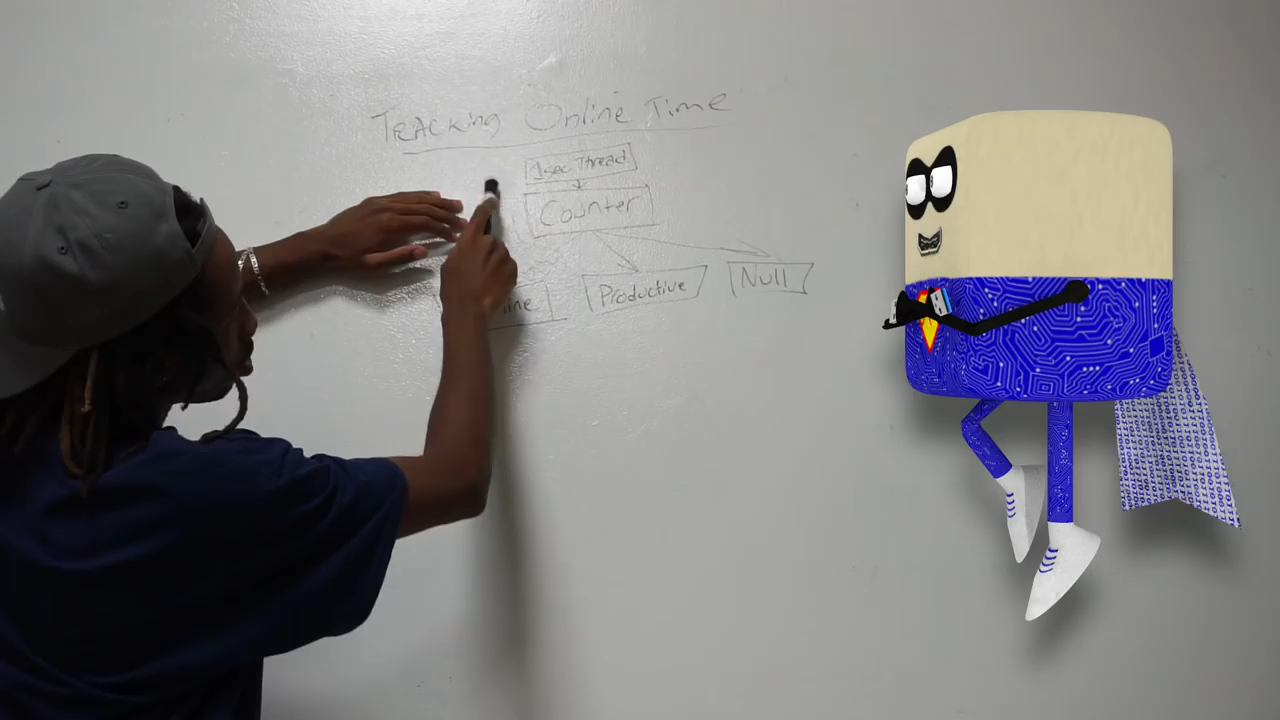 TRACKing Online Time
1sec Thread
Counter
Productive
Null